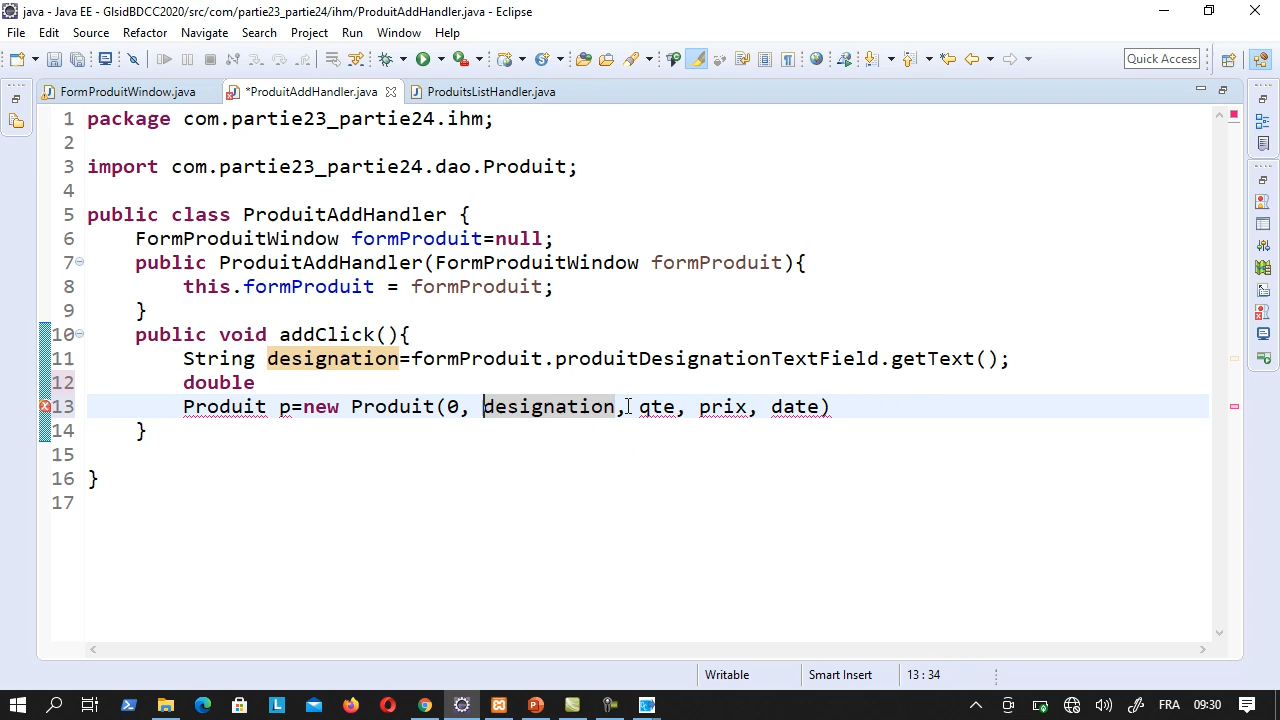 java - Java EE - GlsidBDCC2020/src/com/partie23_partie24/ihm/ProduitAddHandler.java - Eclipse
File Edit Source Refactor Navigate Search Project Run Window Help
Quick Access
FormProduitWindow.java *ProduitAddHandler.java ProduitsListHandler.java
1 package com.partie23_partie24.ihm;
2
3 import com.partie23_partie24.dao.Produit;
4
5 public class ProduitAddHandler {
6 FormProduitWindow formProduit=null;
7 public ProduitAddHandler(FormProduitWindow formProduit){
8 this.formProduit = formProduit;
9 }
10 public void addClick(){
11 String designation=formProduit.produitDesignationTextField.getText();
12 double
13 Produit p=new Produit(0, designation, qte, prix, date)
14 }
15
16 }
17
Writable Smart Insert 13 : 34
FRA 09:30